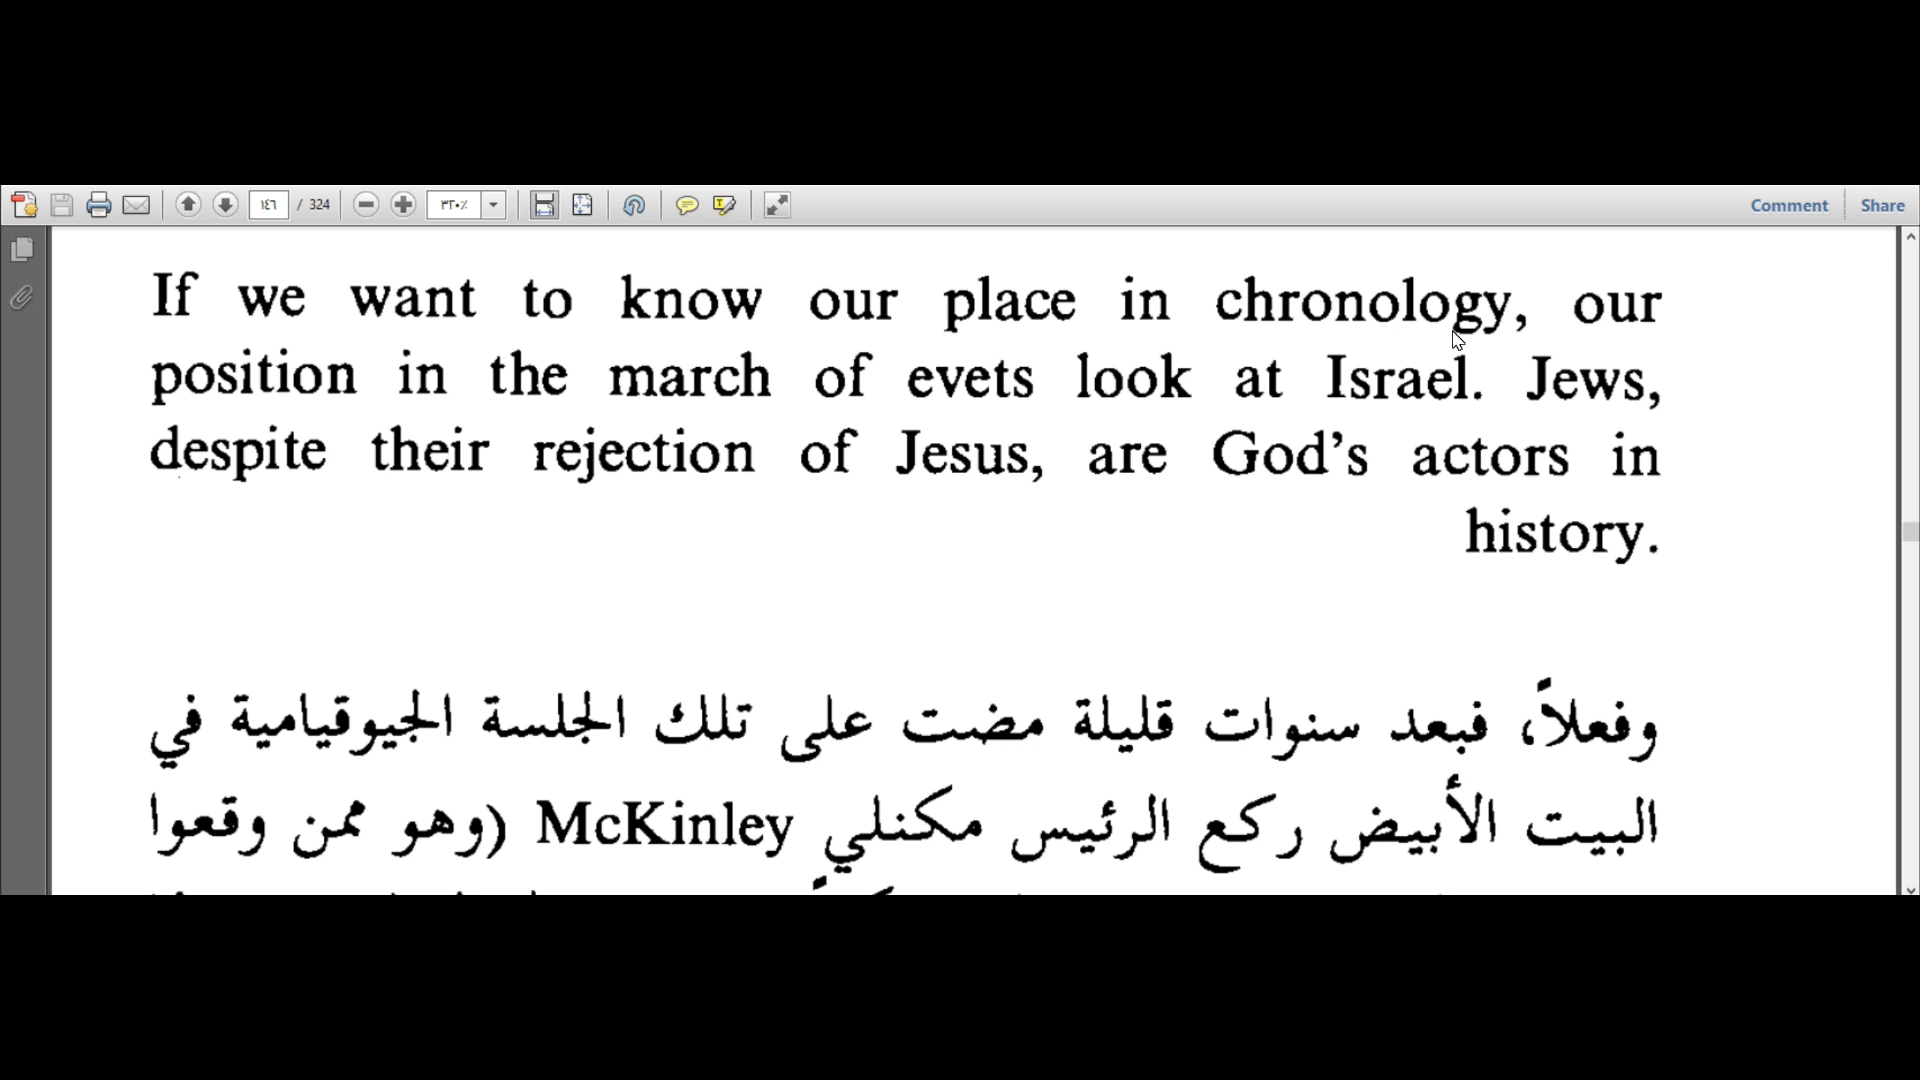 ١٤٦ / 324 ٣٢٠٪ Comment Share
If we want to know our place in chronology, our
position in the march of evets look at Israel. Jews,
despite their rejection of Jesus, are God's actors in
history.
وفعلاً، فبعد سنوات قليلة مضت على تلك الجلسة الجيوقيامية في
البيت الأبيض ركع الرئيس مكنلي McKinley (وهو ممن وقعوا